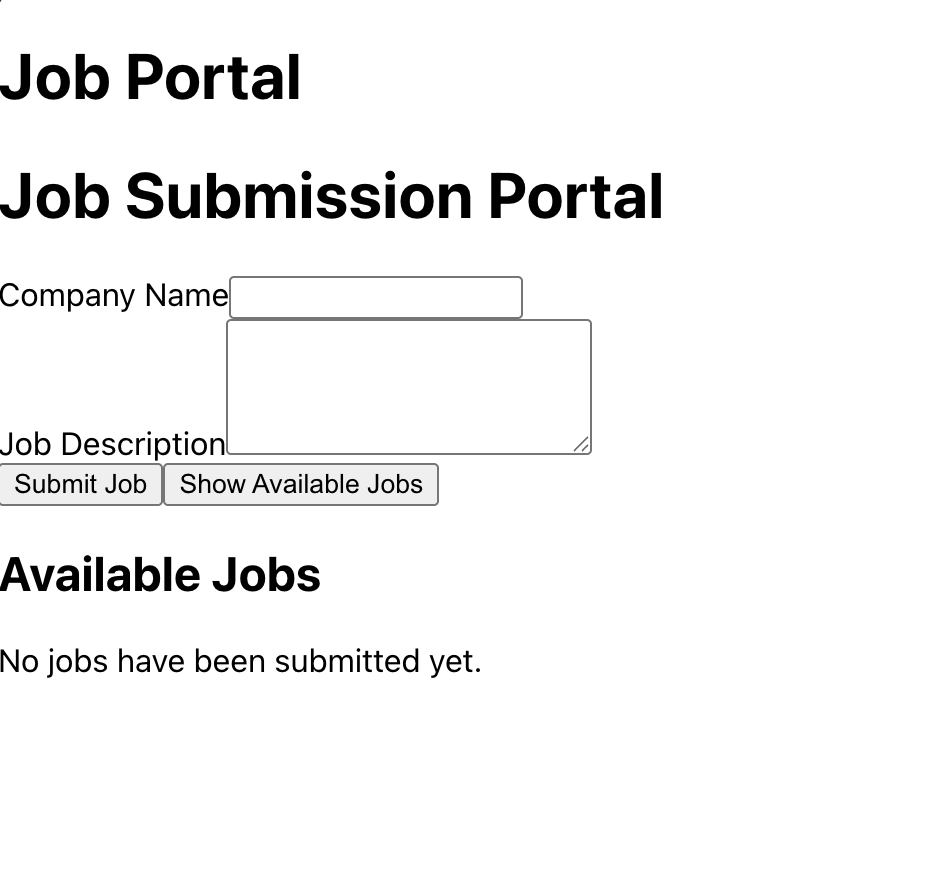 Job Portal
Job Submission Portal
Company Name
Job Description
Submit Job Show Available Jobs
Available Jobs
No jobs have been submitted yet.